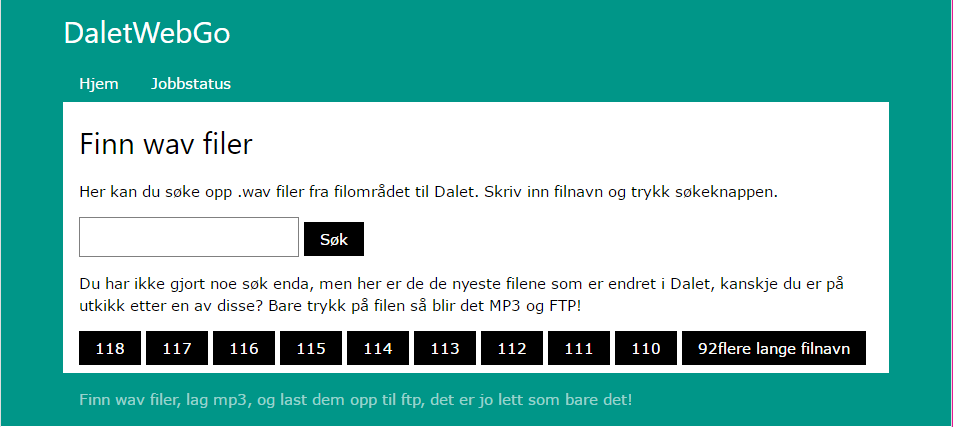 DaletWebGo
Hjem Jobbstatus
Finn wav filer
Her kan du søke opp .wav filer fra filområdet til Dalet. Skriv inn filnavn og trykk søkeknappen.
Søk
Du har ikke gjort noe søk enda, men her er de de nyeste filene som er endret i Dalet, kanskje du er på
utkikk etter en av disse? Bare trykk på filen så blir det MP3 og FTP!
118 117 116 115 114 113 112 111 110 92flere lange filnavn
Finn wav filer, lag mp3, og last dem opp til ftp, det er jo lett som bare det!